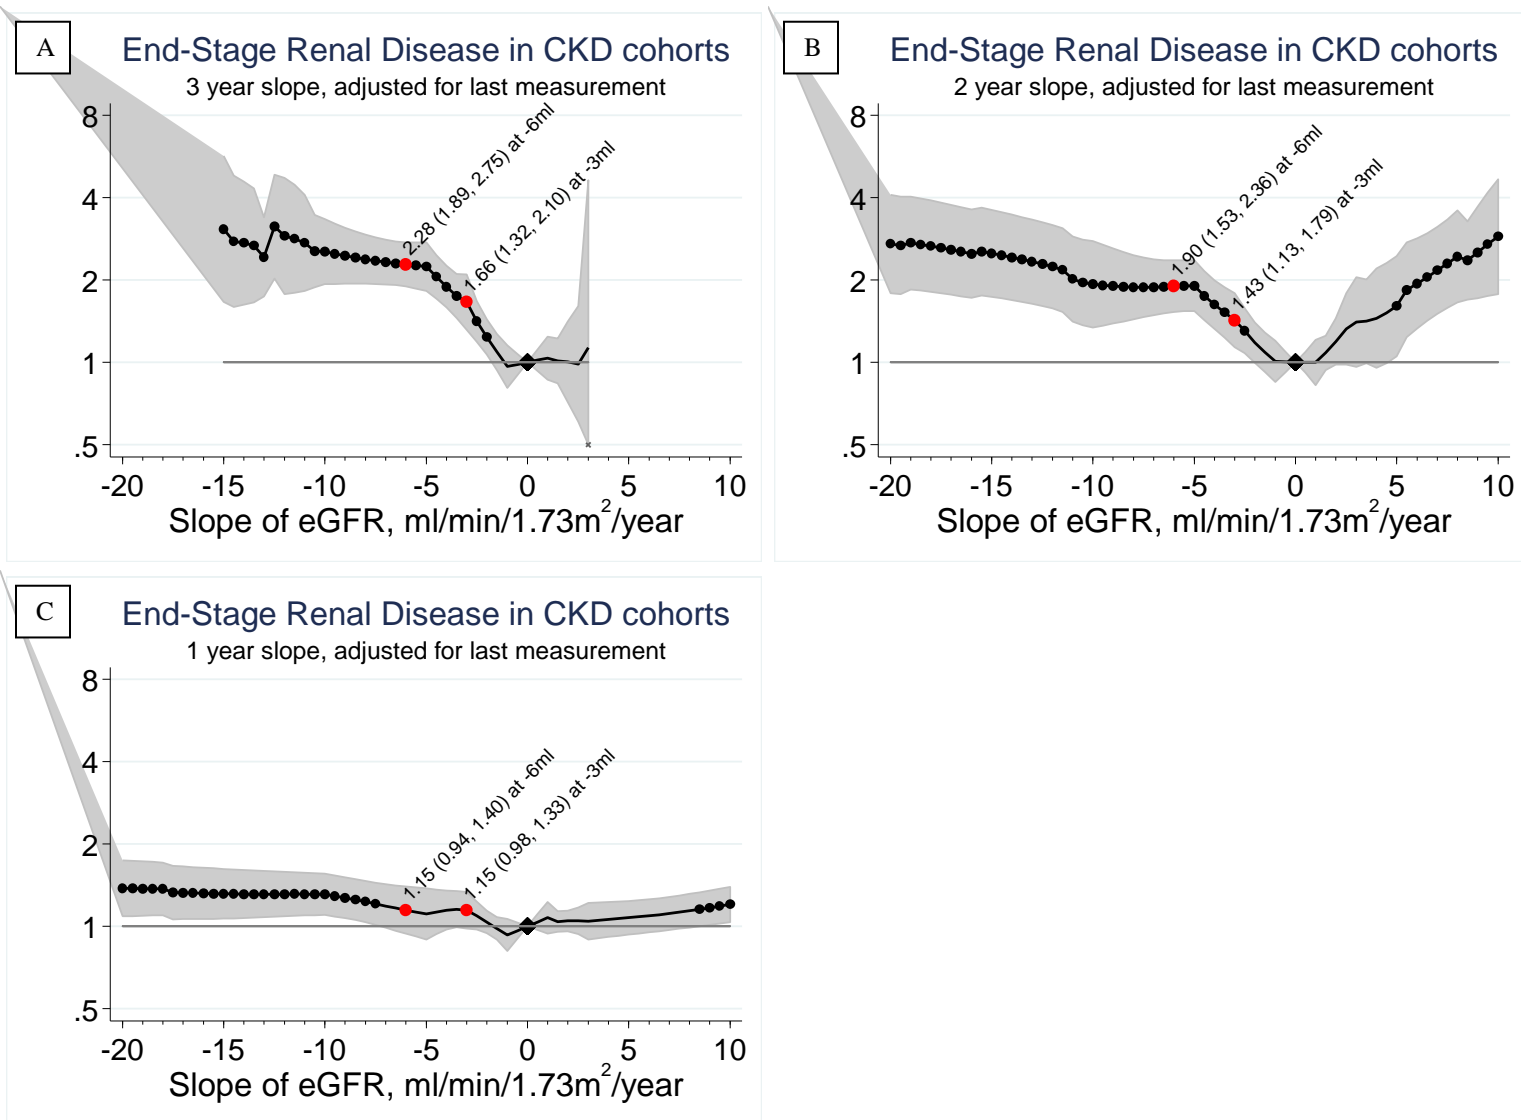 A
End-Stage Renal Disease in CKD cohorts
3 year slope, adjusted for last measurement
2.28 (1.89, 2.75) at -6ml
1.66 (1.32, 2.10) at -3ml
8
4
2
1
.5
-20 -15 -10 -5 0 5 10
Slope of eGFR, ml/min/1.73m²/year
B
End-Stage Renal Disease in CKD cohorts
2 year slope, adjusted for last measurement
1.90 (1.53, 2.36) at -6ml
1.43 (1.13, 1.79) at -3ml
8
4
2
1
.5
-20 -15 -10 -5 0 5 10
Slope of eGFR, ml/min/1.73m²/year
C
End-Stage Renal Disease in CKD cohorts
1 year slope, adjusted for last measurement
1.15 (0.94, 1.40) at -6ml
1.15 (0.98, 1.33) at -3ml
8
4
2
1
.5
-20 -15 -10 -5 0 5 10
Slope of eGFR, ml/min/1.73m²/year